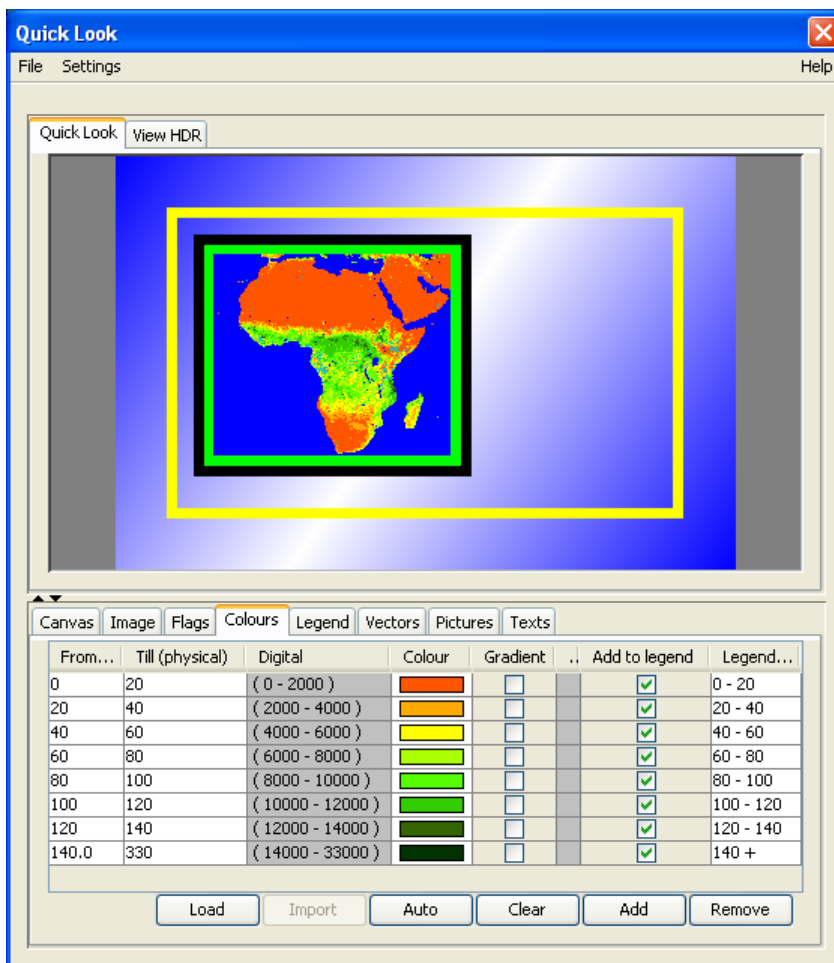 Quick Look
File Settings Help
Quick Look View HDR
Canvas Image Flags Colours Legend Vectors Pictures Texts
From... Till (physical) Digital Colour Gradient .. Add to legend Legend...
0 20 ( 0 - 2000 ) 0 - 20
20 40 ( 2000 - 4000 ) 20 - 40
40 60 ( 4000 - 6000 ) 40 - 60
60 80 ( 6000 - 8000 ) 60 - 80
80 100 ( 8000 - 10000 ) 80 - 100
100 120 ( 10000 - 12000 ) 100 - 120
120 140 ( 12000 - 14000 ) 120 - 140
140.0 330 ( 14000 - 33000 ) 140 +
Load Import Auto Clear Add Remove